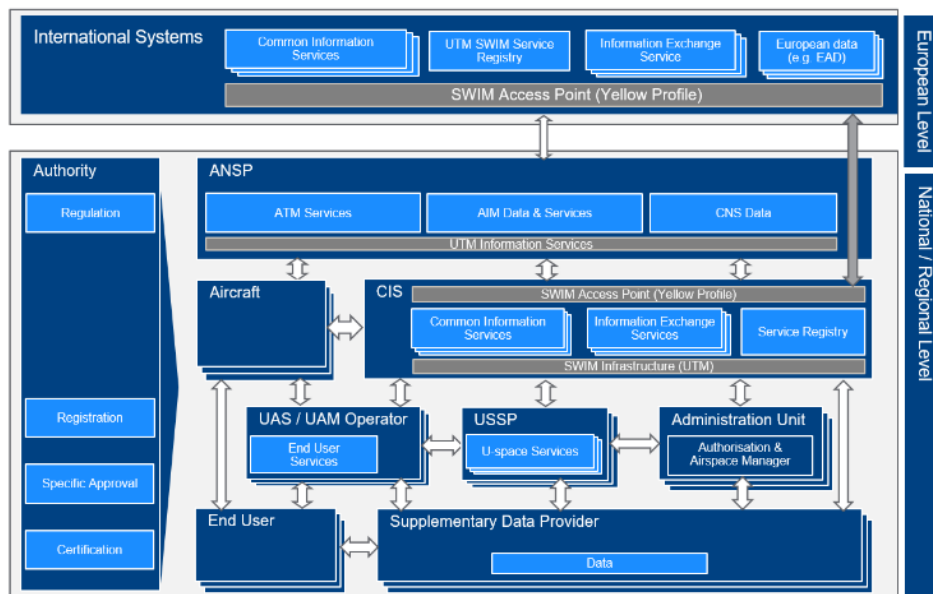 International Systems
Common Information
Services
UTM SWIM Service
Registry
Information Exchange
Service
European data
(e.g. EAD)
SWIM Access Point (Yellow Profile)
European Level
Authority
Regulation
Registration
Specific Approval
Certification
ANSP
ATM Services
AIM Data & Services
CNS Data
UTM Information Services
National / Regional Level
Aircraft
CIS
SWIM Access Point (Yellow Profile)
Common Information
Services
Information Exchange
Services
Service Registry
SWIM Infrastructure (UTM)
UAS / UAM Operator
End User
Services
USSP
U-space Services
Administration Unit
Authorisation &
Airspace Manager
End User
Supplementary Data Provider
Data